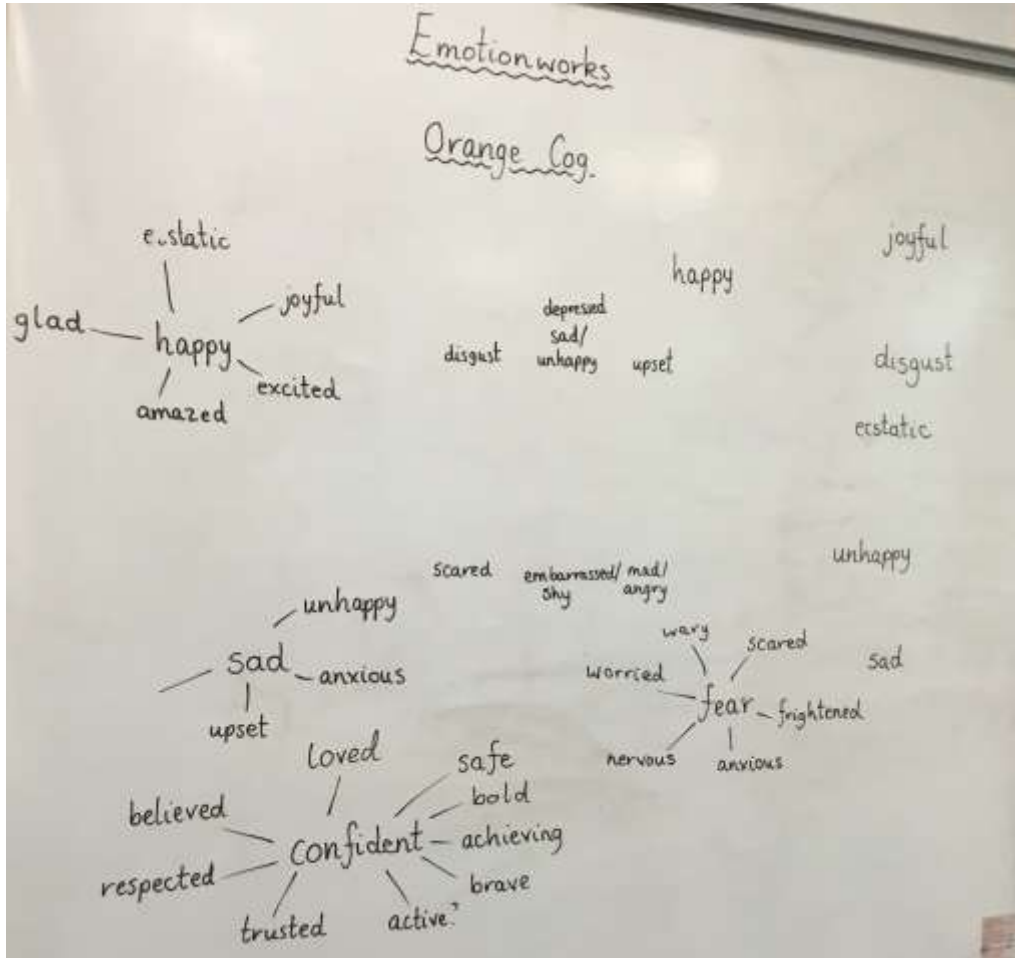 Emotionworks
Orange Cog.
e.static
glad
happy
joyful
excited
amazed
happy
depressed
sad/
disgust
unhappy
upset
joyful
disgust
ecstatic
scared
embarrassed/
shy
mad/
angry
unhappy
sad
sad
unhappy
anxious
upset
fear
wary
scared
worried
frightened
nervous
anxious
confident
loved
safe
bold
believed
achieving
respected
brave
trusted
active?